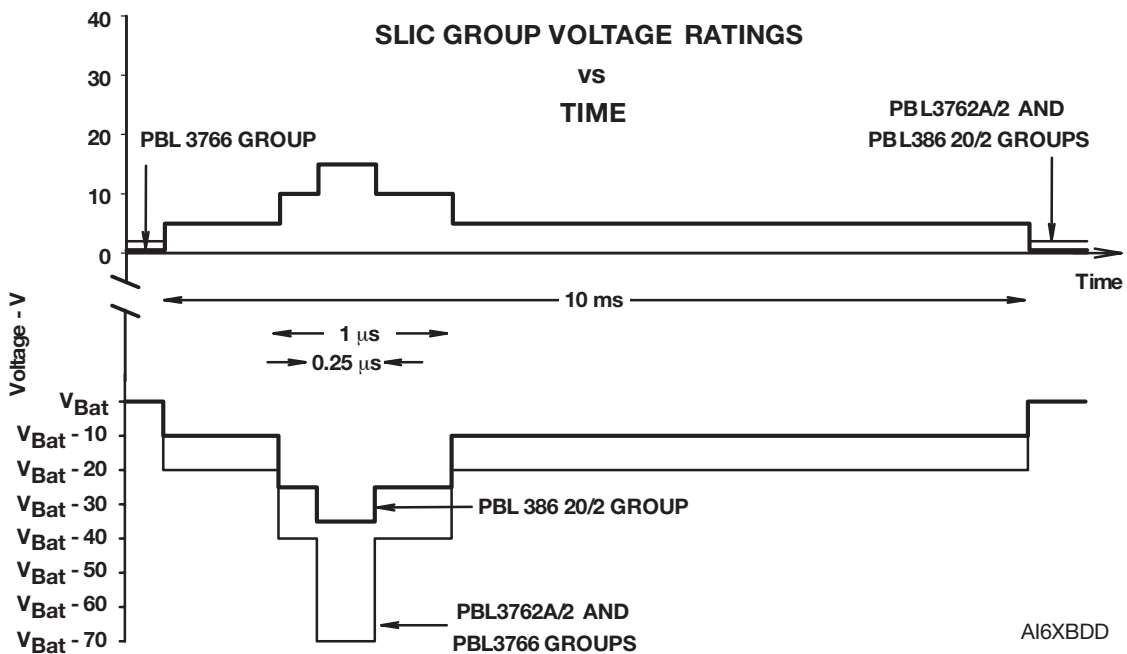 40
SLIC GROUP VOLTAGE RATINGS
vs
TIME
30
PBL3762A/2 AND
PBL386 20/2 GROUPS
20
PBL 3766 GROUP
10
0
Time
10 ms
Voltage - V
1 μs
0.25 μs
VBat
VBat - 10
VBat - 20
VBat - 30
PBL 386 20/2 GROUP
VBat - 40
VBat - 50
VBat - 60
PBL3762A/2 AND
PBL3766 GROUPS
VBat - 70
AI6XBDD